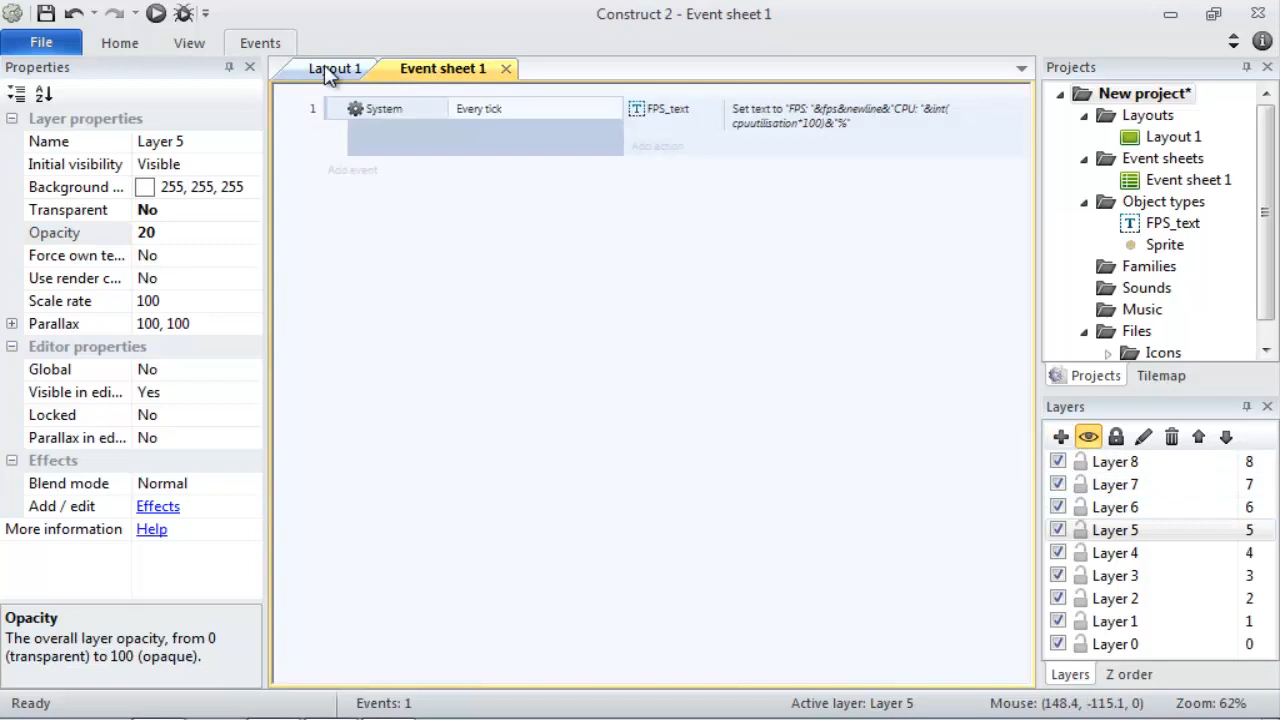 Construct 2 - Event sheet 1
File
Home
View
Events
Properties
Layer properties
Name Layer 5
Initial visibility Visible
Background ... 255, 255, 255
Transparent No
Opacity 20
Force own te... No
Use render c... No
Scale rate 100
Parallax 100, 100
Editor properties
Global No
Visible in edi... Yes
Locked No
Parallax in ed... No
Effects
Blend mode Normal
Add / edit Effects
More information Help
Opacity
The overall layer opacity, from 0
(transparent) to 100 (opaque).
Layout 1
Event sheet 1
1 System Every tick T FPS_text Set text to "FPS: "&fps&newline&"CPU: "&int(
cpuutilisation*100)&"%"
Add action
Add event
Projects
New project*
Layouts
Layout 1
Event sheets
Event sheet 1
Object types
T FPS_text
Sprite
Families
Sounds
Music
Files
Icons
Projects Tilemap
Layers
Layer 8 8
Layer 7 7
Layer 6 6
Layer 5 5
Layer 4 4
Layer 3 3
Layer 2 2
Layer 1 1
Layer 0 0
Layers Z order
Ready Events: 1 Active layer: Layer 5 Mouse: (148.4, -115.1, 0) Zoom: 62%